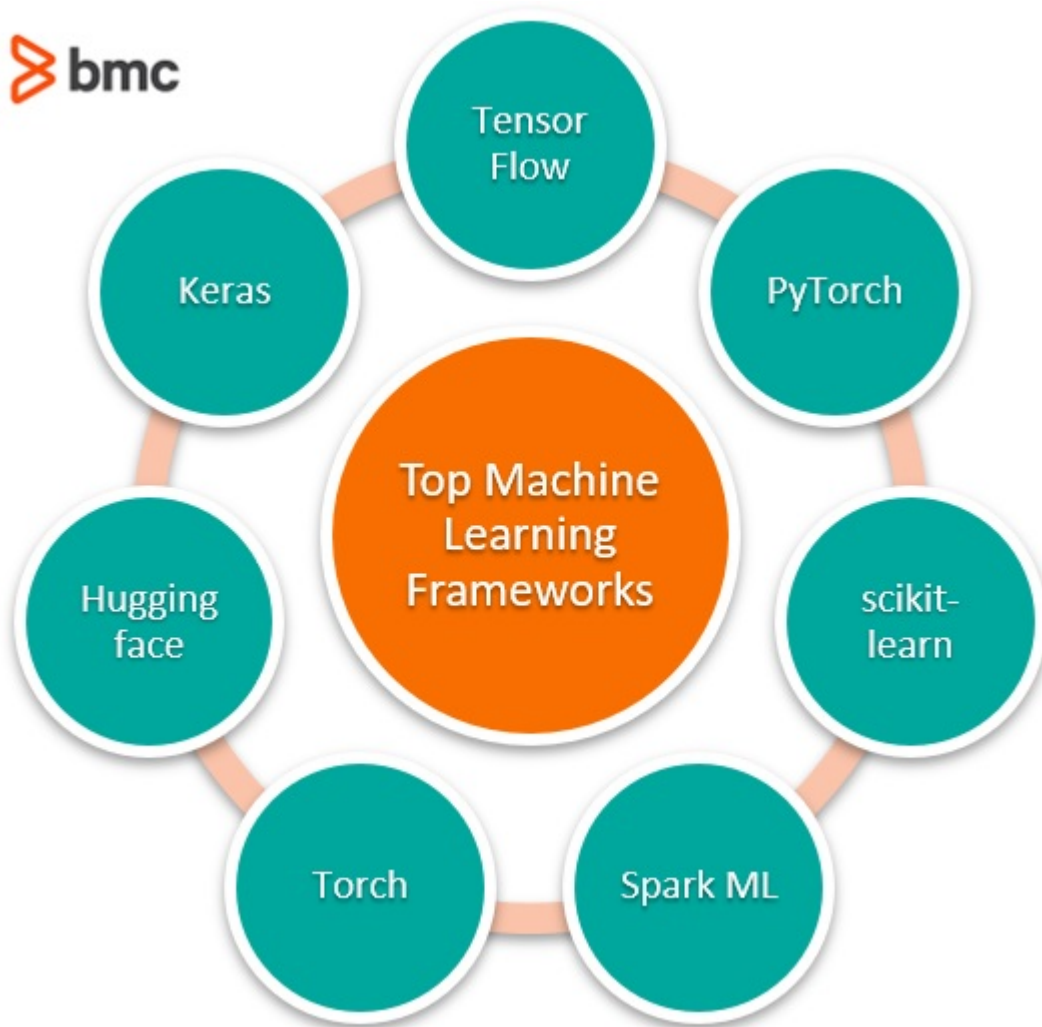 bmc
Tensor
Flow
PyTorch
scikit-
learn
Spark ML
Torch
Hugging
face
Keras
Top Machine
Learning
Frameworks